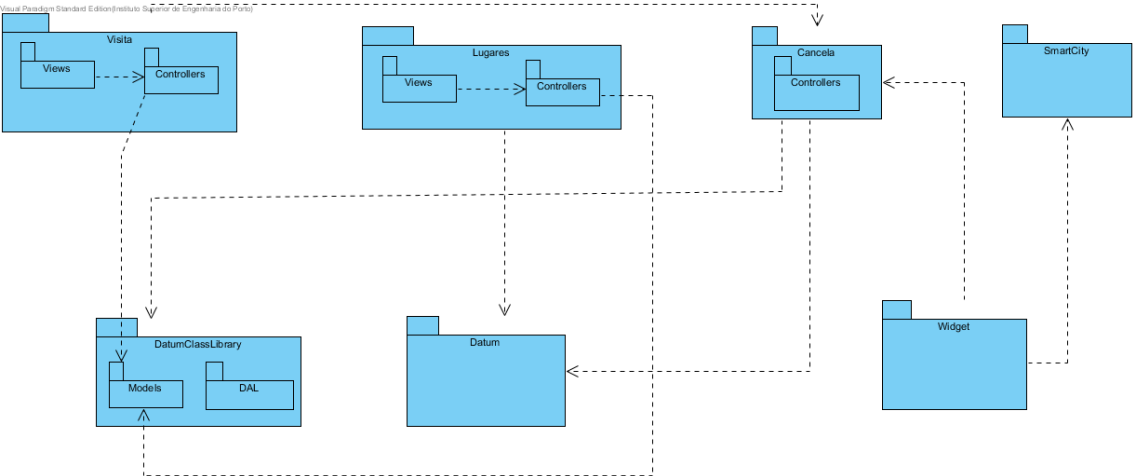 Visual Paradigm Standard Edition(Instituto Superior de Engenharia do Porto)
Visita
Views
Controllers
Lugares
Views
Controllers
Cancela
Controllers
SmartCity
DatumClassLibrary
Models
DAL
Datum
Widget